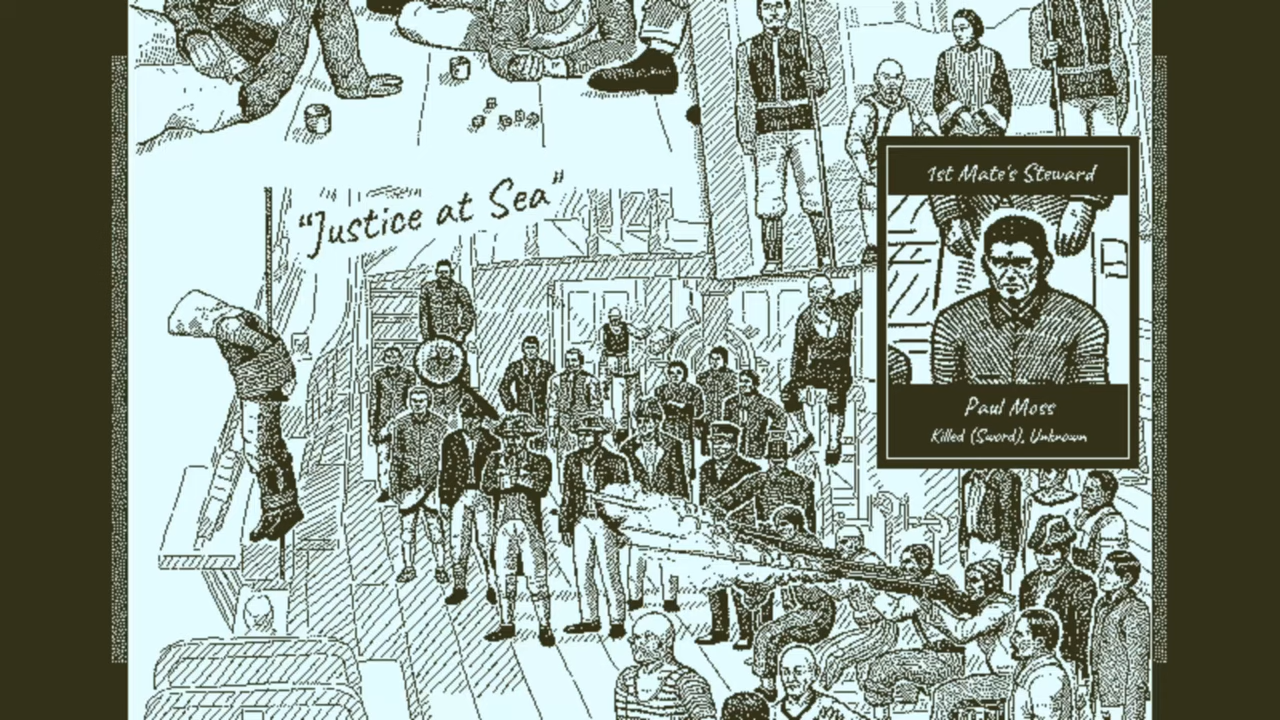 "Justice at Sea"
1st Mate's Steward
Paul Moss
Killed (Sword), Unknown